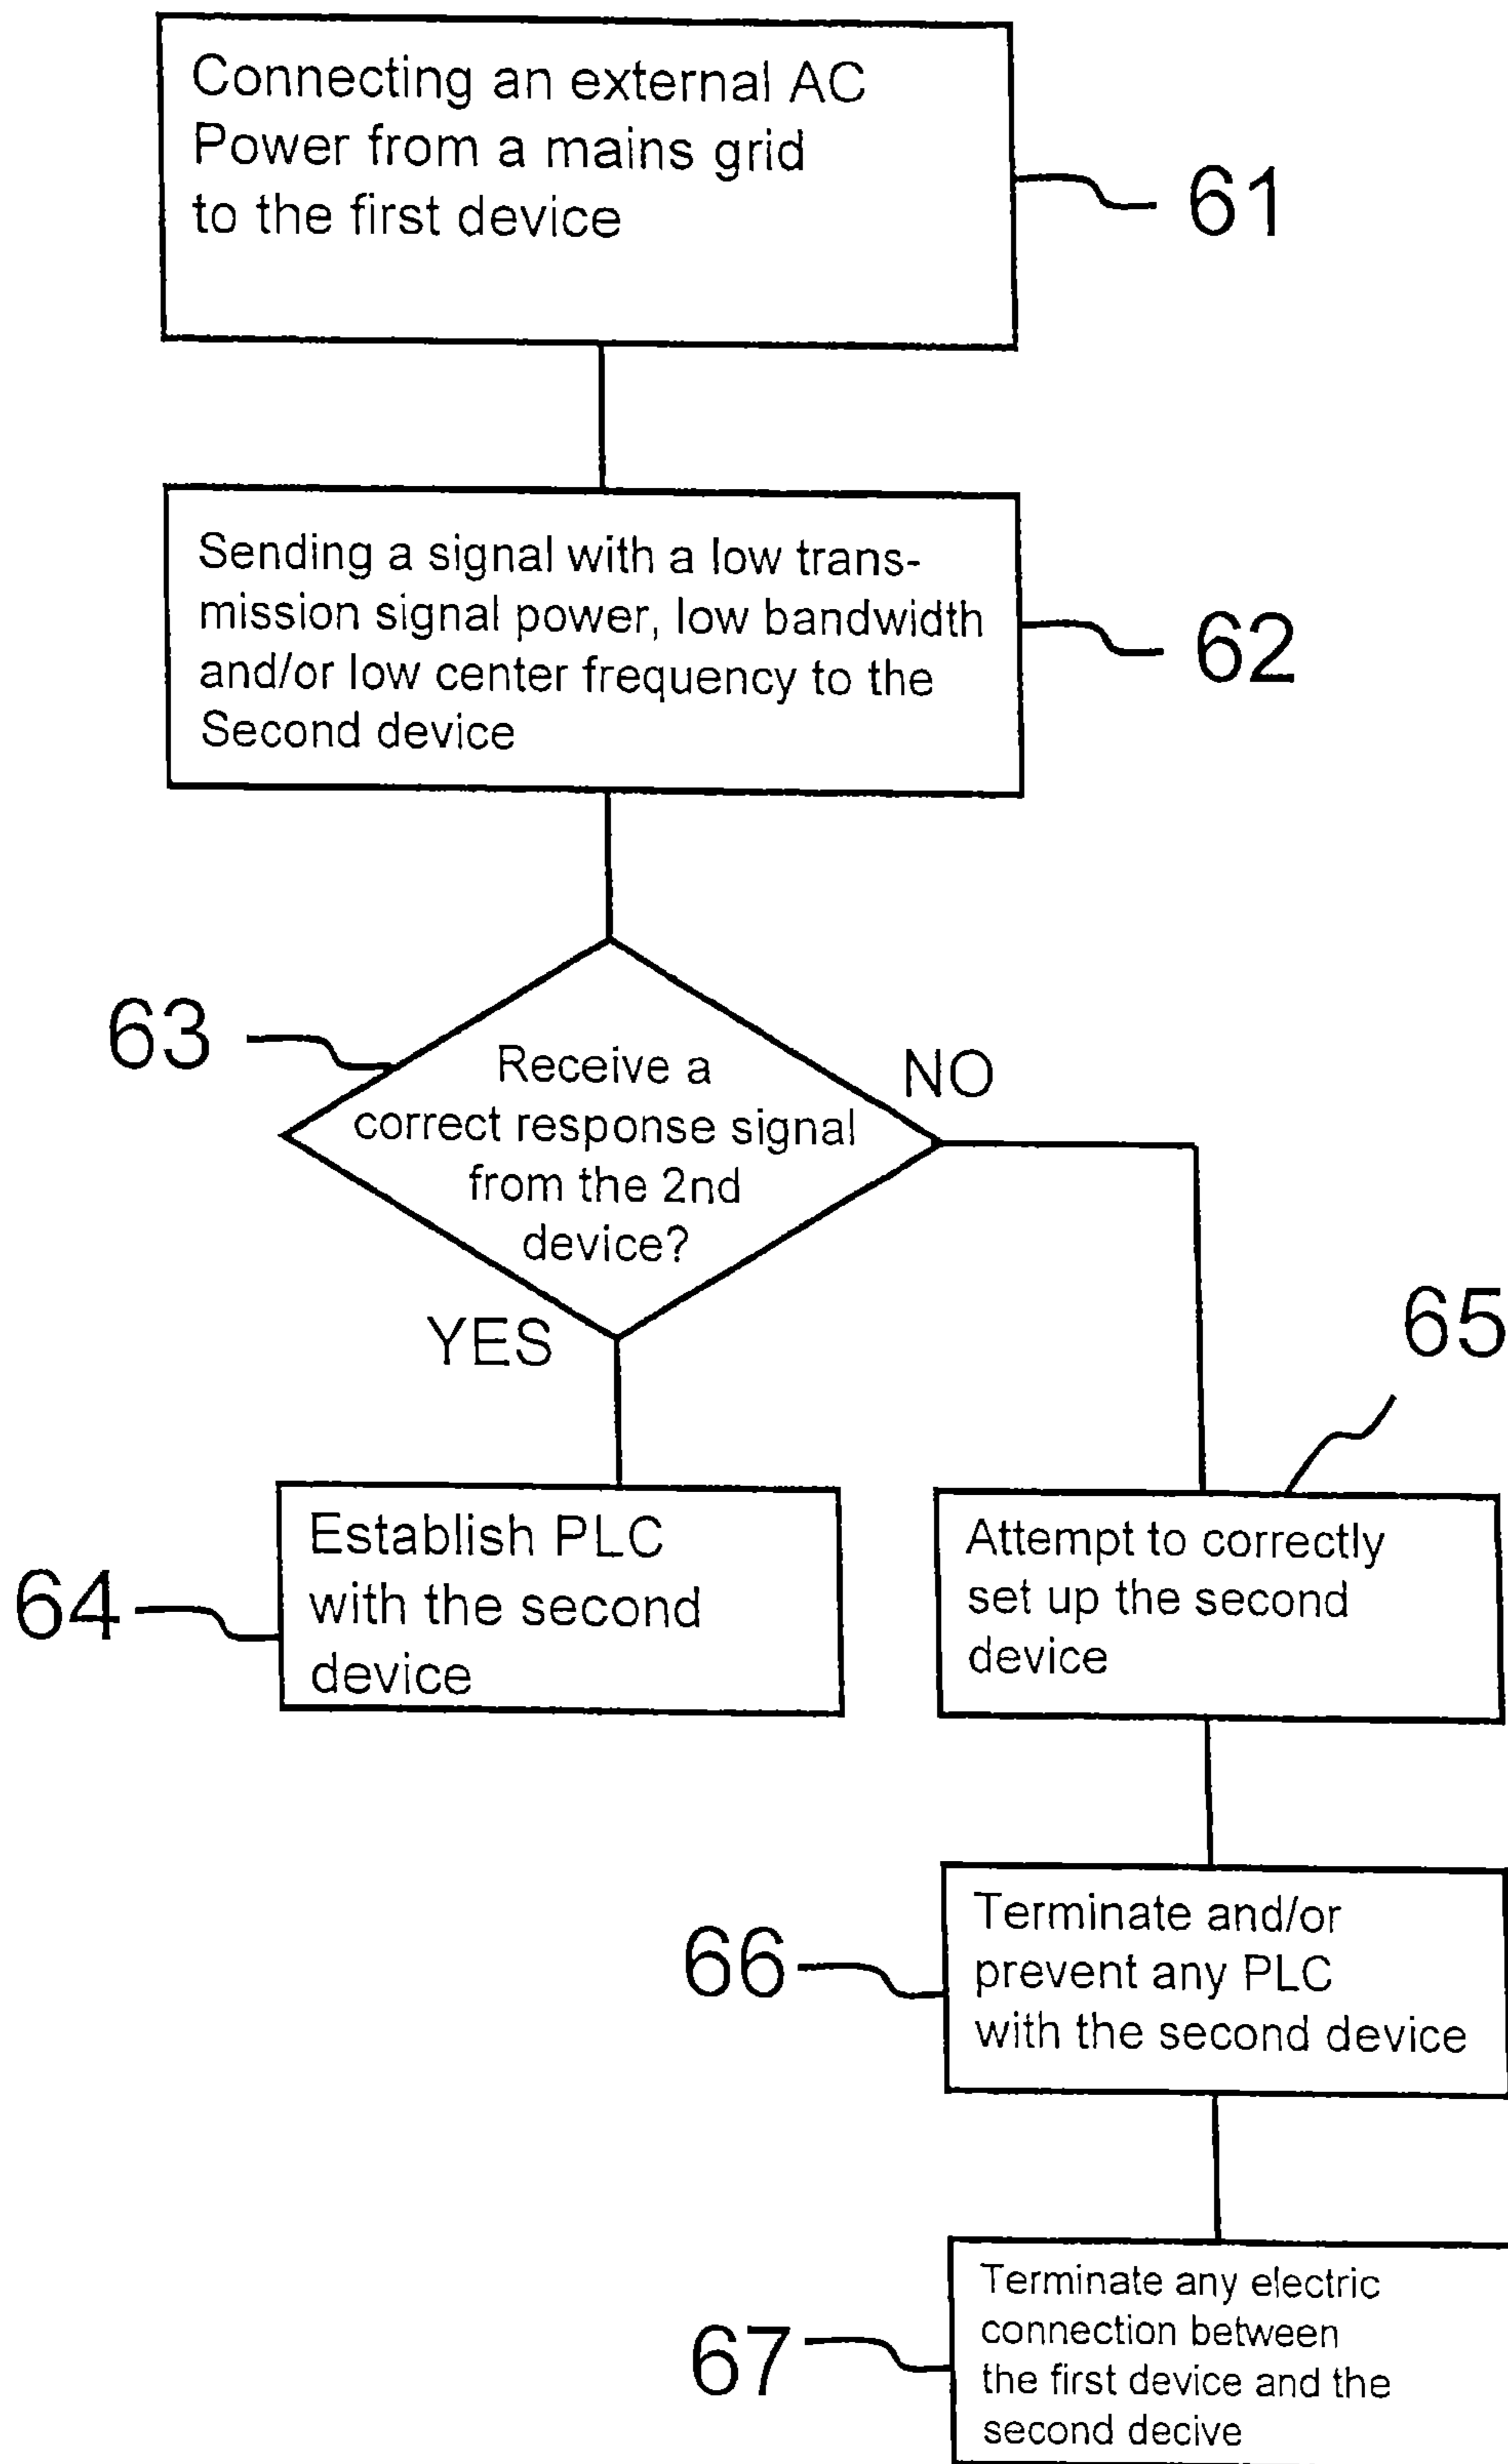 Connecting an external AC
Power from a mains grid
to the first device
61
Sending a signal with a low trans-
mission signal power, low bandwidth
and/or low center frequency to the
Second device
62
63
Receive a
correct response signal
from the 2nd
device?
NO
YES
65
Establish PLC
with the second
device
64
Attempt to correctly
set up the second
device
Terminate and/or
prevent any PLC
with the second device
66
Terminate any electric
connection between
the first device and the
second decive
67